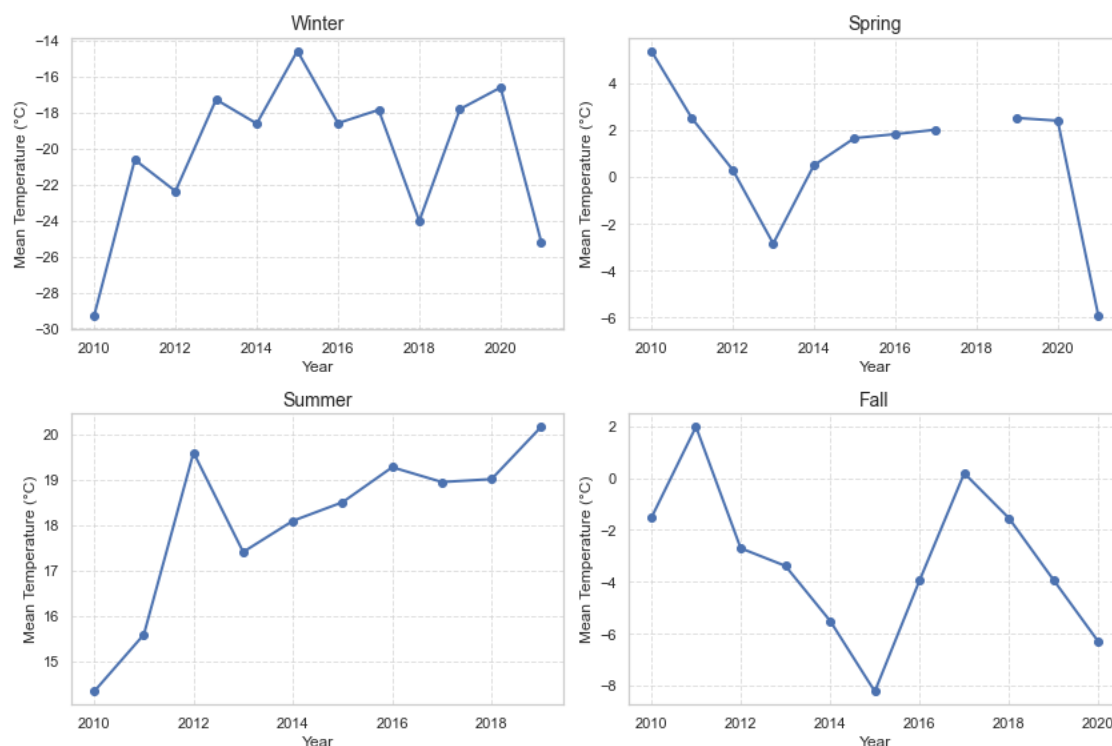 Winter
Mean Temperature (°C)
−14
−16
−18
−20
−22
−24
−26
−28
−30
2010 2012 2014 2016 2018 2020
Year
Spring
Mean Temperature (°C)
4
2
0
−2
−4
−6
2010 2012 2014 2016 2018 2020
Year
Summer
Mean Temperature (°C)
20
19
18
17
16
15
2010 2012 2014 2016 2018
Year
Fall
Mean Temperature (°C)
2
0
−2
−4
−6
−8
2010 2012 2014 2016 2018 2020
Year